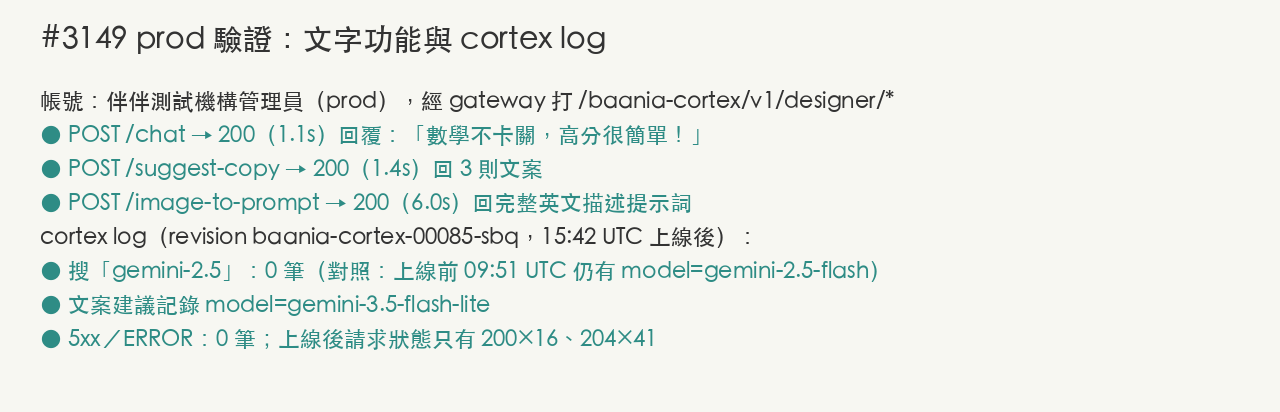 #3149 prod 驗證：文字功能與 cortex log
帳號：伴伴測試機構管理員（prod），經 gateway 打 /baania-cortex/v1/designer/*
● POST /chat → 200（1.1s）回覆：「數學不卡關，高分很簡單！」
● POST /suggest-copy → 200（1.4s）回 3 則文案
● POST /image-to-prompt → 200（6.0s）回完整英文描述提示詞
cortex log（revision baania-cortex-00085-sbq，15:42 UTC 上線後）：
● 搜「gemini-2.5」：0 筆（對照：上線前 09:51 UTC 仍有 model=gemini-2.5-flash）
● 文案建議記錄 model=gemini-3.5-flash-lite
● 5xx／ERROR：0 筆；上線後請求狀態只有 200×16、204×41